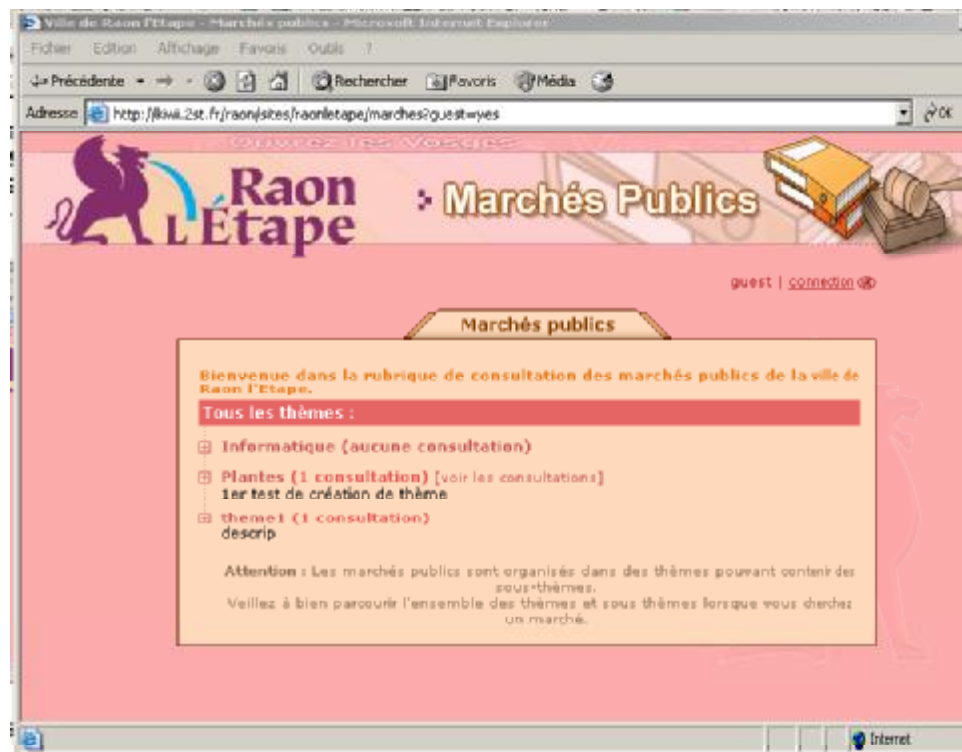 Ville de Raon l'Etape - Marchés publics - Microsoft Internet Explorer
Fichier Edition Affichage Favoris Outils ?
Précédente Rechercher Favoris Média
Adresse http://kiwi.2st.fr/raon/sites/raonletape/marches?guest=yes OK
Ouvrez les Vosges
Raon
L'Étape
Marchés Publics
guest | connection
Marchés publics
Bienvenue dans la rubrique de consultation des marchés publics de la ville de
Raon l'Etape.
Tous les thèmes :
Informatique (aucune consultation)
Plantes (1 consultation) [voir les consultations]
1er test de création de thème
theme1 (1 consultation)
descrip
Attention : Les marchés publics sont organisés dans des thèmes pouvant contenir des
sous-thèmes.
Veillez à bien parcourir l'ensemble des thèmes et sous thèmes lorsque vous cherchez
un marché.
Internet